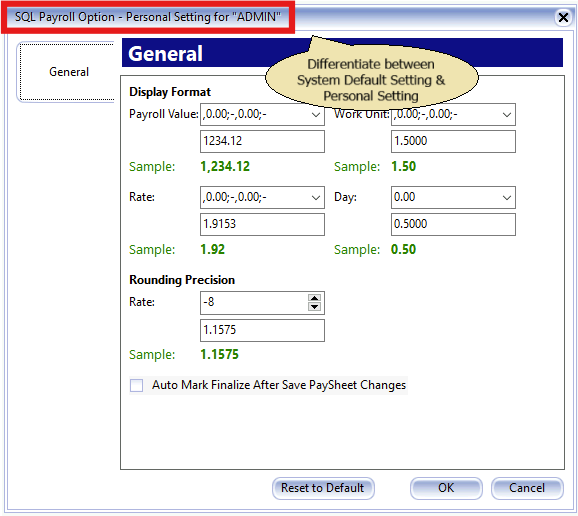 SQL Payroll Option - Personal Setting for "ADMIN"
General
General
Differentiate between
System Default Setting &
Personal Setting
Display Format
Payroll Value: ,0.00;-,0.00;- Work Unit: ,0.00;-,0.00;-
1234.12 1.5000
Sample: 1,234.12 Sample: 1.50
Rate: ,0.00;-,0.00;- Day: 0.00
1.9153 0.5000
Sample: 1.92 Sample: 0.50
Rounding Precision
Rate: -8
1.1575
Sample: 1.1575
Auto Mark Finalize After Save PaySheet Changes
Reset to Default OK Cancel